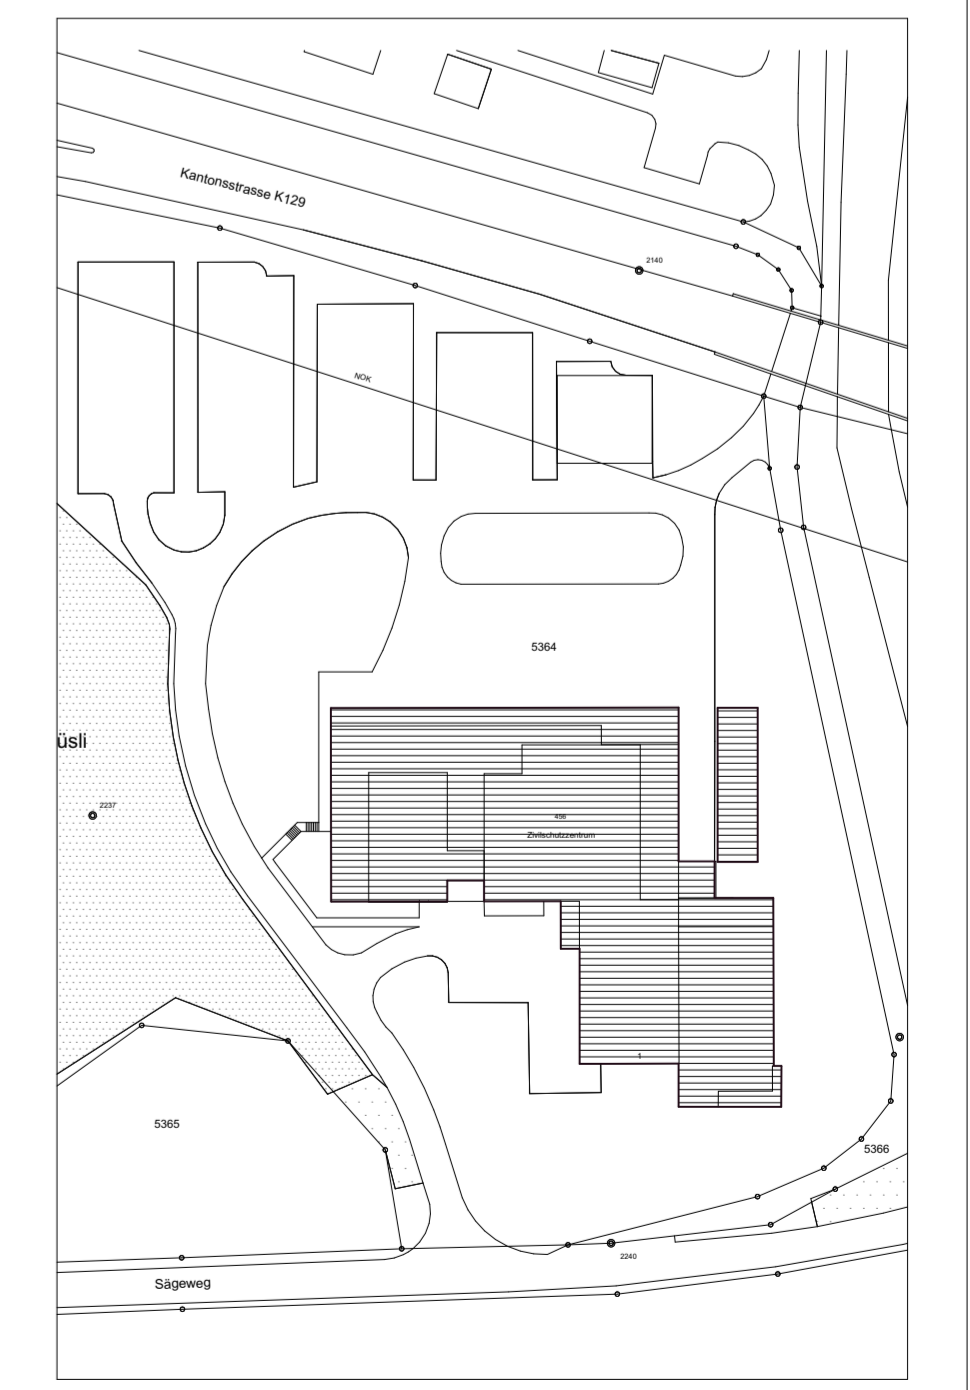 Kantonsstrasse K129
2140
NOK
5364
üsli
2237
456
Zivilschutzzentrum
1
5365
5366
2240
Sägeweg